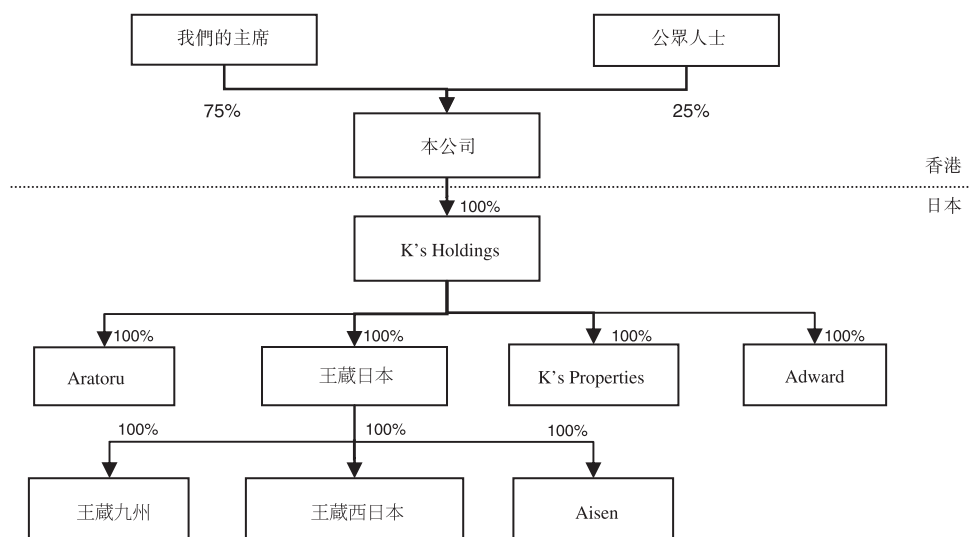 我們的主席
公眾人士
75%
25%
本公司
香港
日本
100%
K’s Holdings
100%
100%
100%
100%
Aratoru
王蔵日本
K’s Properties
Adward
100%
100%
100%
王蔵九州
王蔵西日本
Aisen